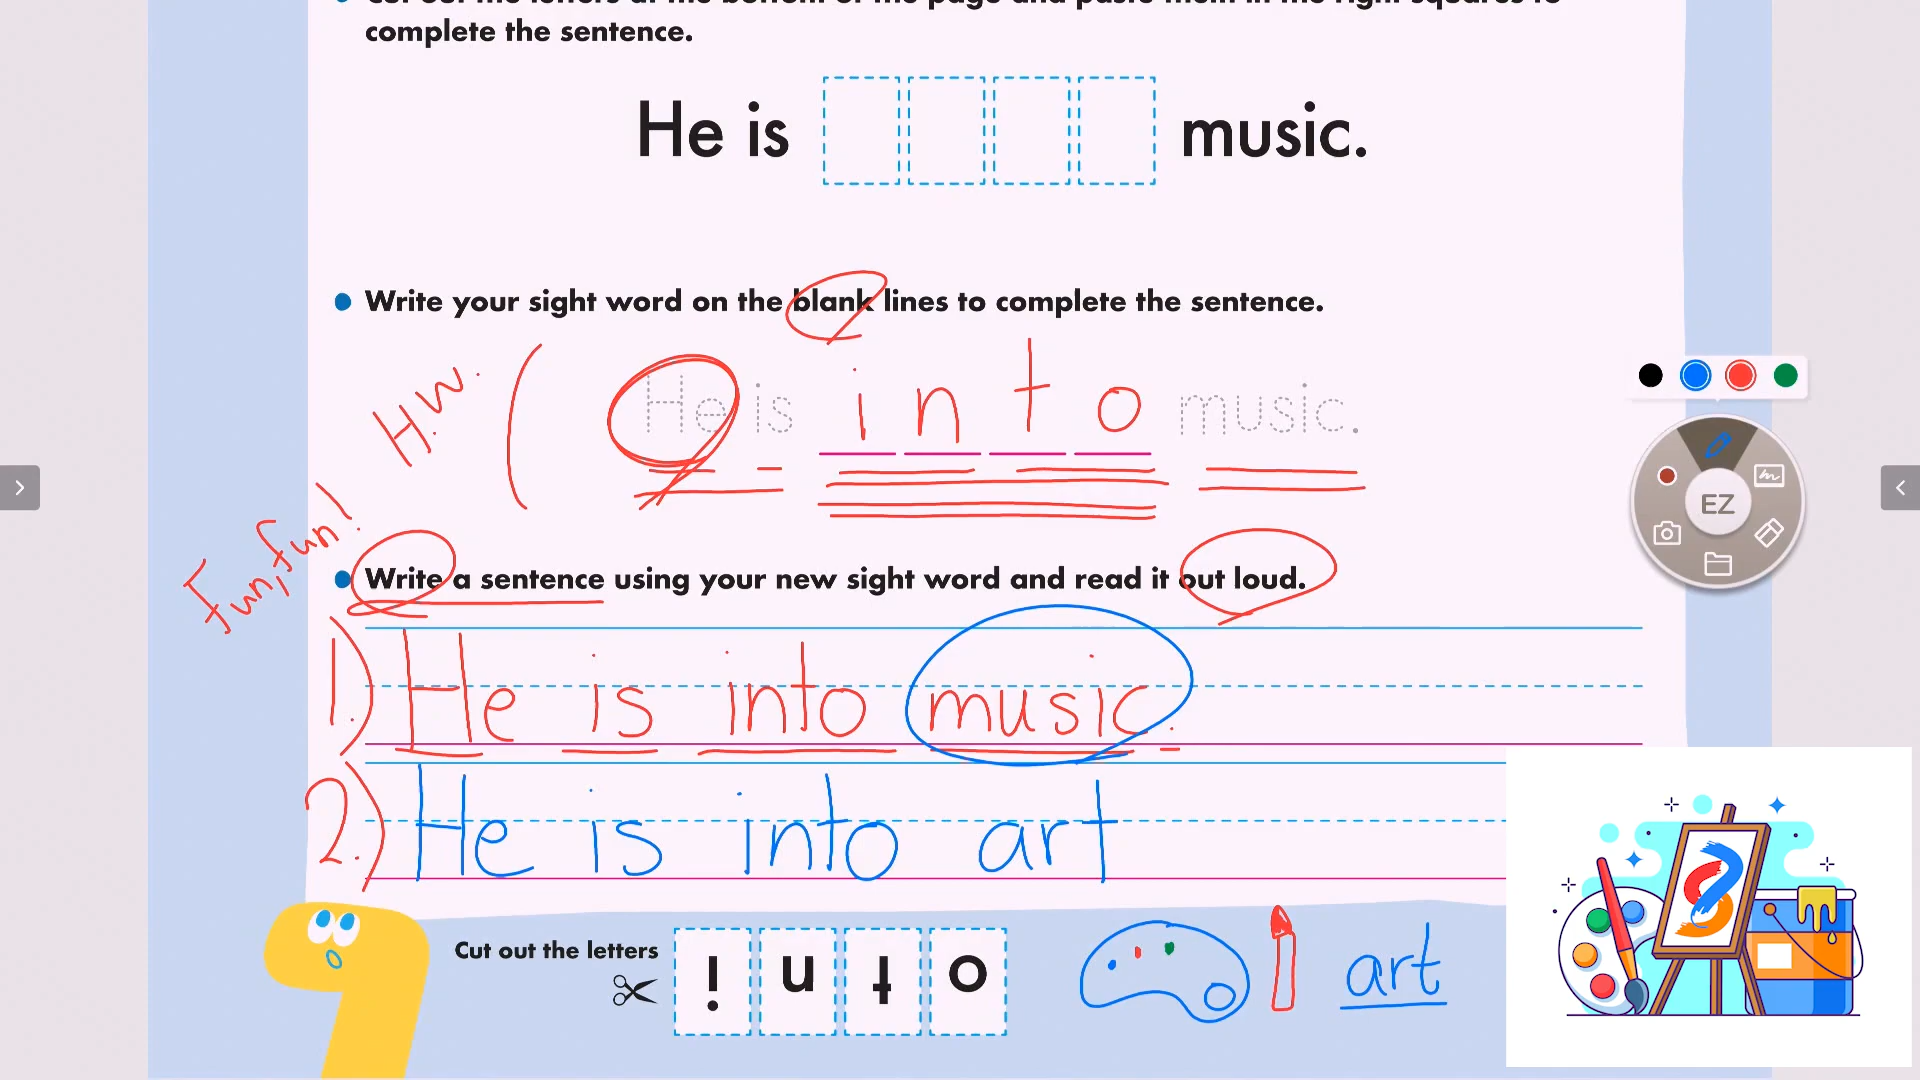 complete the sentence.
He is music.
Write your sight word on the blank lines to complete the sentence.
H.W.
He is into music.
Fun, fun!
Write a sentence using your new sight word and read it out loud.
1.) He is into music.
2.) He is into art
Cut out the letters
i n t o
art
EZ